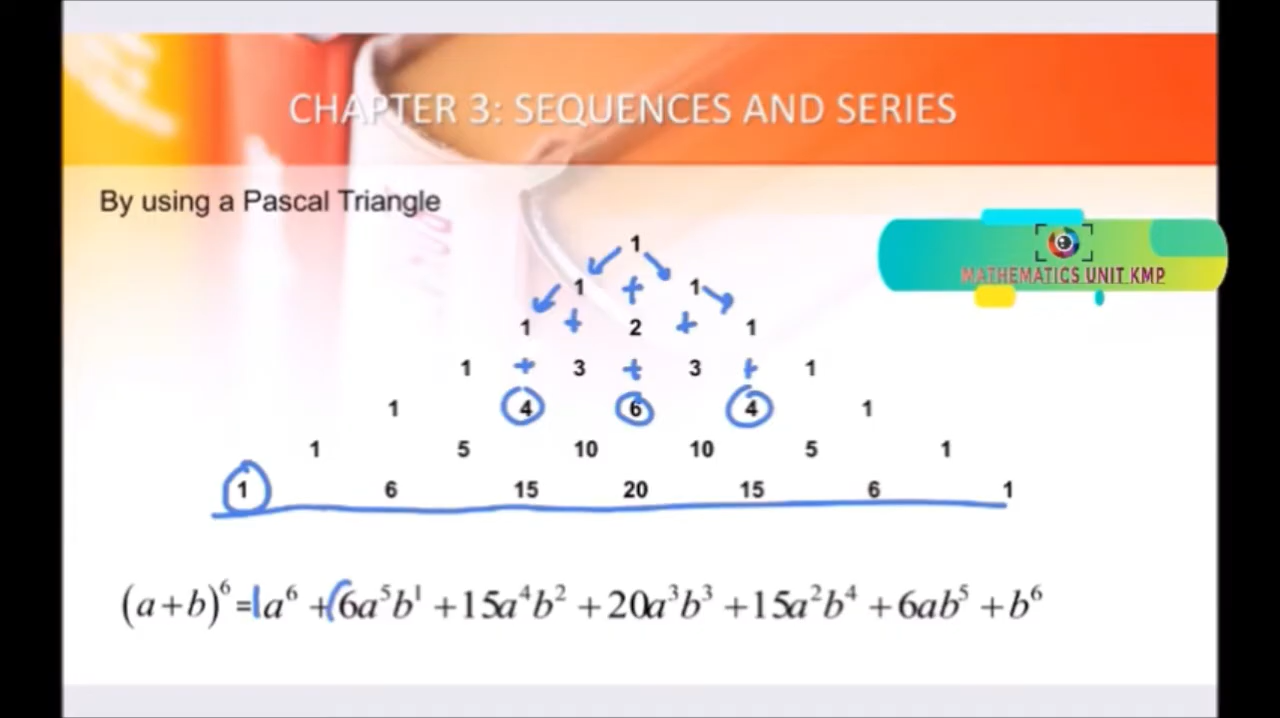 CHAPTER 3: SEQUENCES AND SERIES
By using a Pascal Triangle
MATHEMATICS UNIT KMP
1
1 + 1
1 + 2 + 1
1 + 3 + 3 + 1
1 4 6 4 1
1 5 10 10 5 1
1 6 15 20 15 6 1
(a+b)⁶=1a⁶ +(6a⁵b¹ +15a⁴b² +20a³b³ +15a²b⁴ +6ab⁵ +b⁶